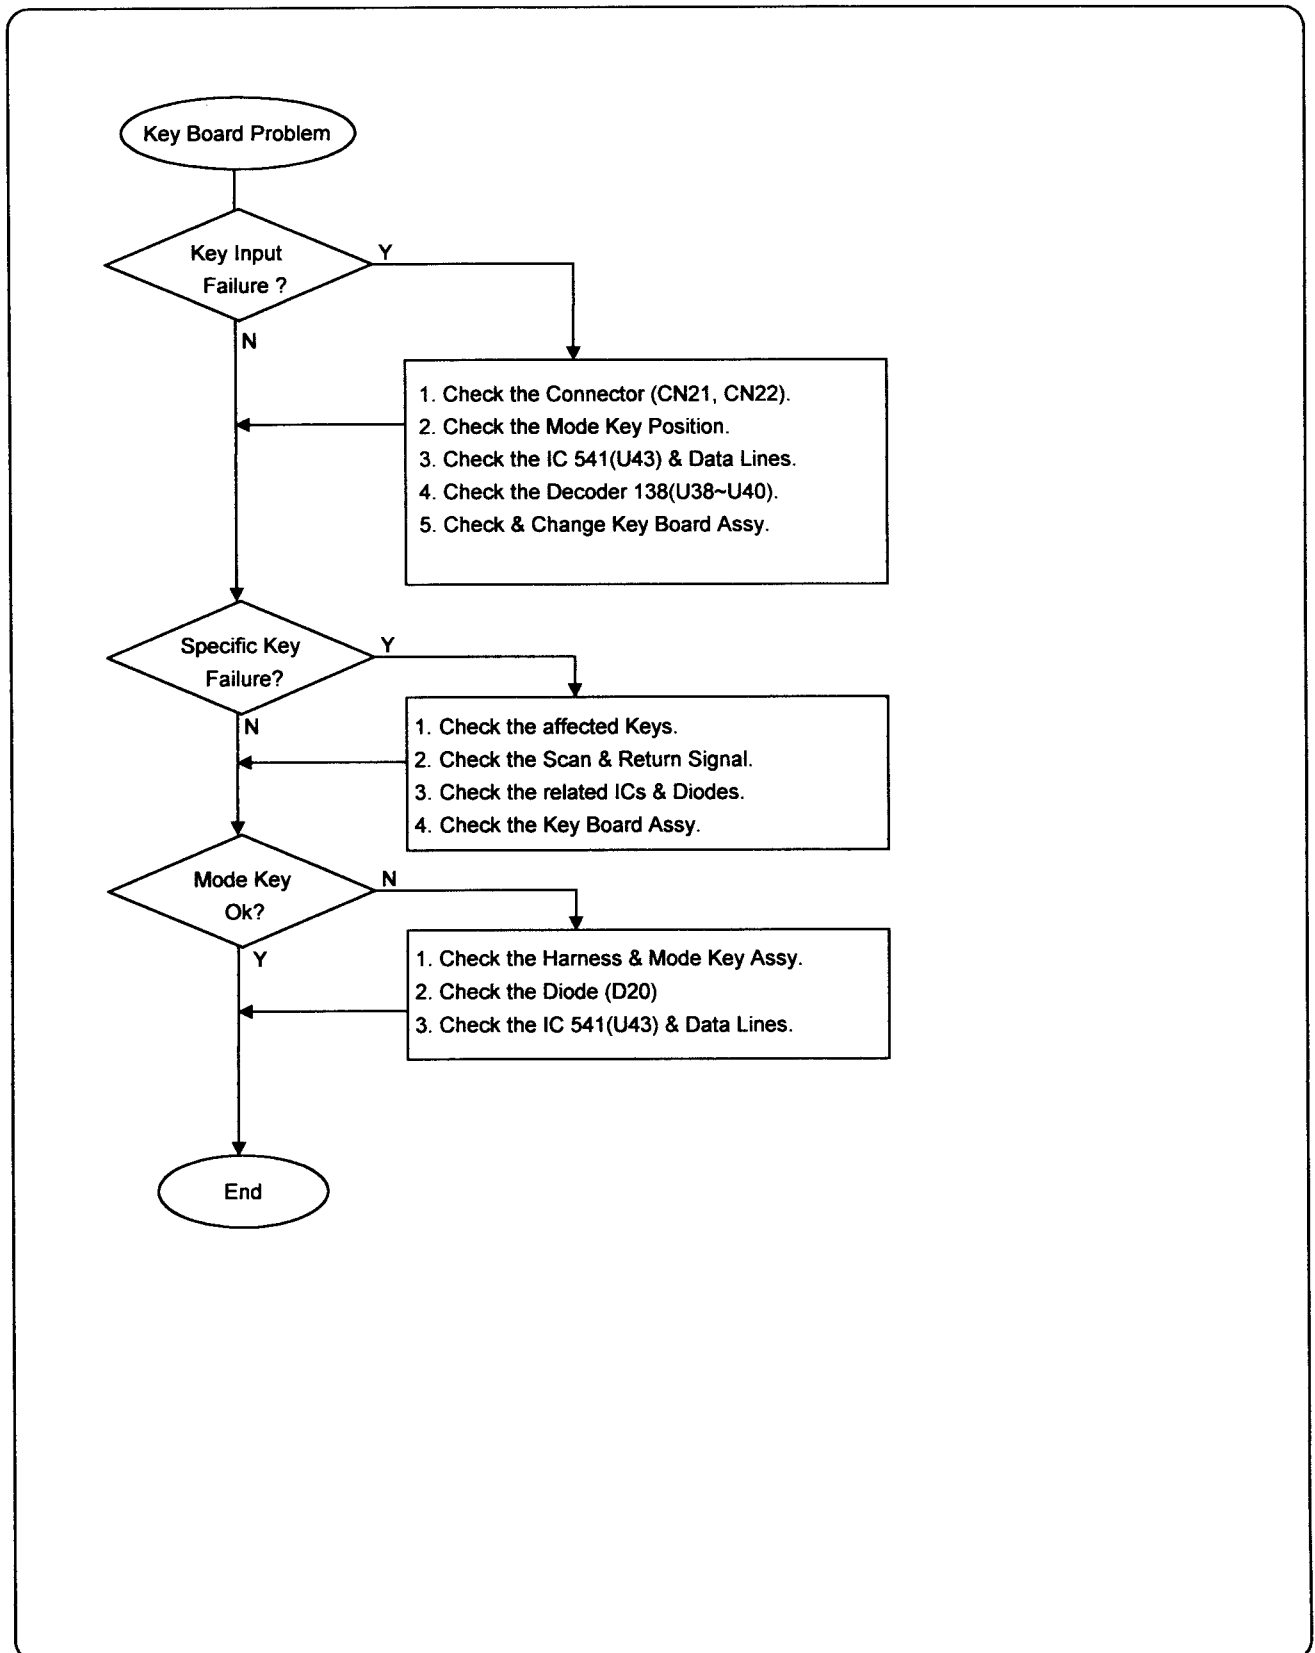 Key Board Problem
Key Input
Failure ?
Y
N
1. Check the Connector (CN21, CN22).
2. Check the Mode Key Position.
3. Check the IC 541(U43) & Data Lines.
4. Check the Decoder 138(U38~U40).
5. Check & Change Key Board Assy.
Specific Key
Failure?
Y
N
1. Check the affected Keys.
2. Check the Scan & Return Signal.
3. Check the related ICs & Diodes.
4. Check the Key Board Assy.
Mode Key
Ok?
N
Y
1. Check the Harness & Mode Key Assy.
2. Check the Diode (D20)
3. Check the IC 541(U43) & Data Lines.
End